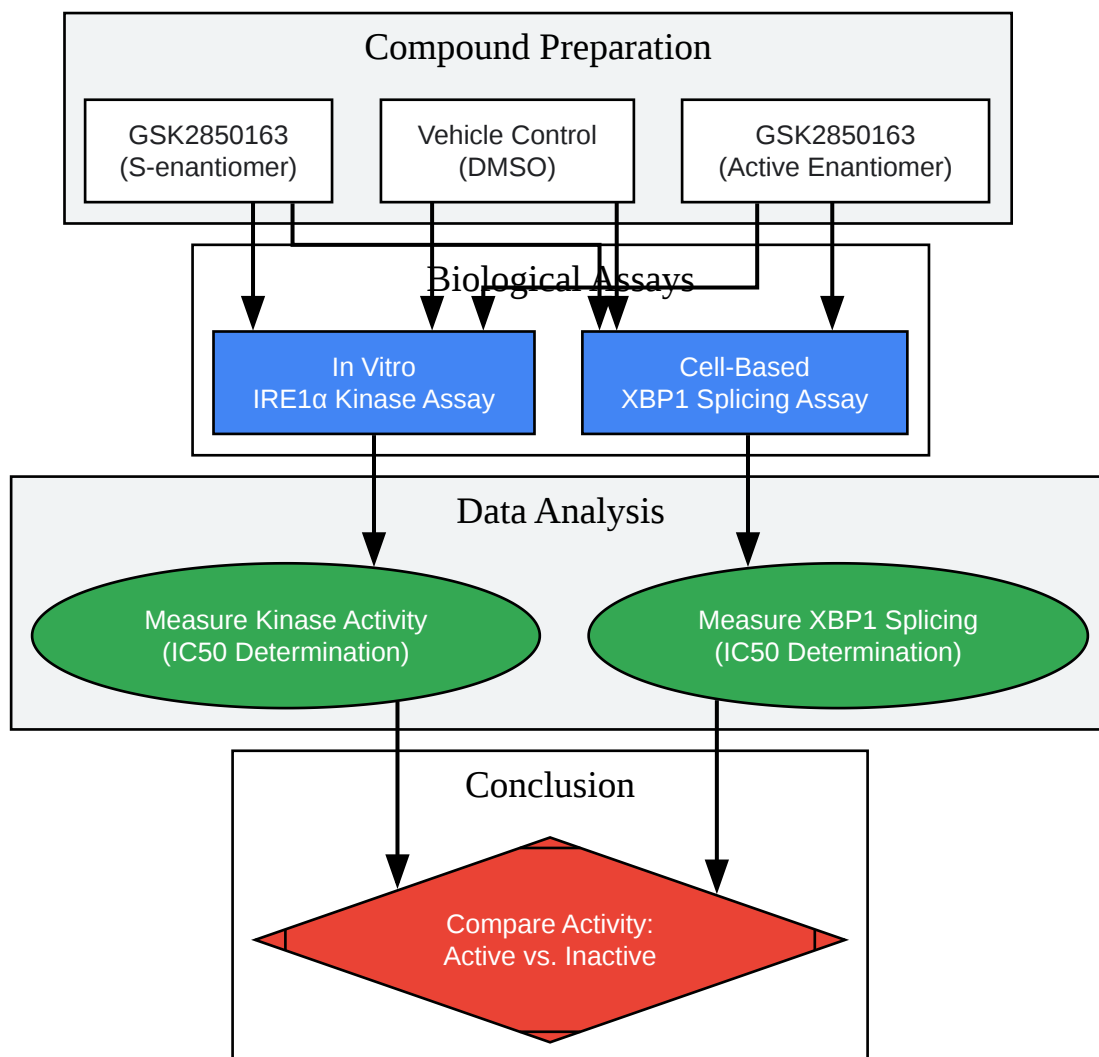 Compound Preparation
GSK2850163
(S-enantiomer)
Vehicle Control
(DMSO)
GSK2850163
(Active Enantiomer)
Biological Assays
In Vitro
IRE1α Kinase Assay
Cell-Based
XBP1 Splicing Assay
Data Analysis
Measure Kinase Activity
(IC50 Determination)
Measure XBP1 Splicing
(IC50 Determination)
Conclusion
Compare Activity:
Active vs. Inactive